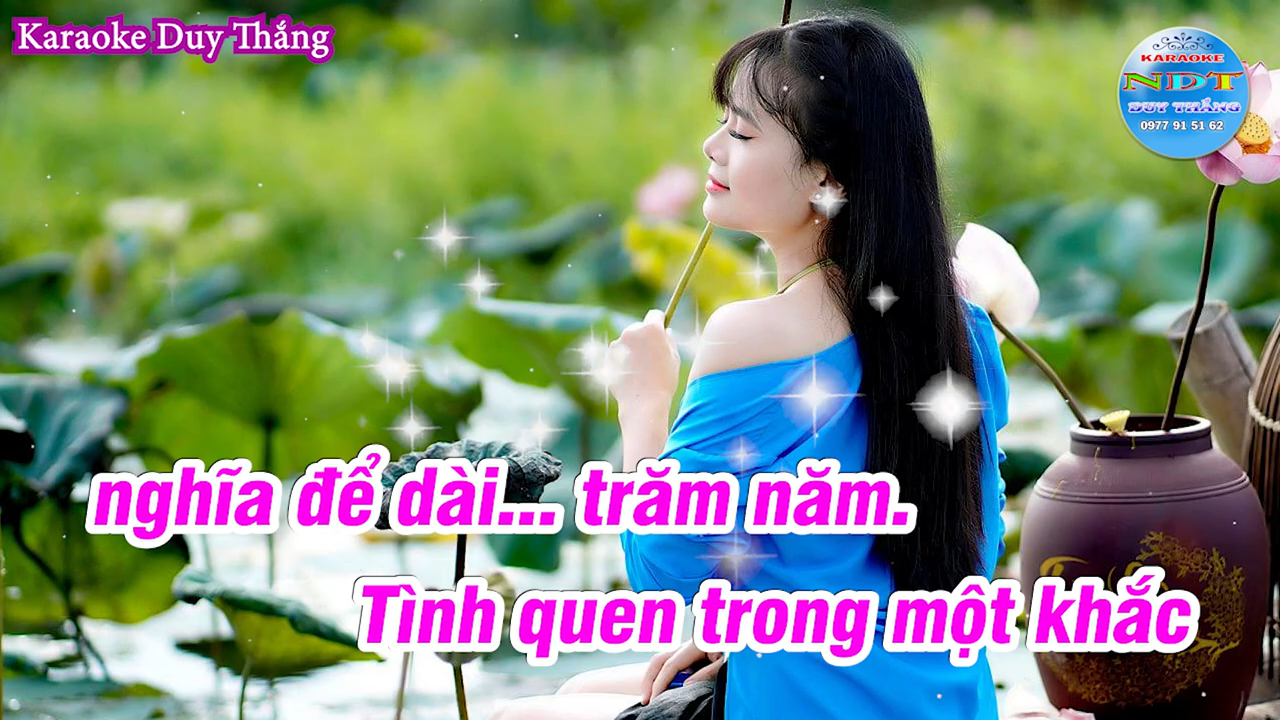 Karaoke Duy Thắng
KARAOKE
NDT
DUY THẮNG
0977 91 51 62
nghĩa để dài... trăm năm.
Tình quen trong một khắc